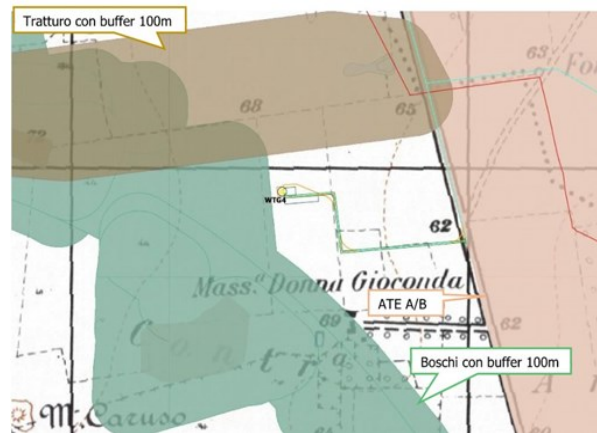 Tratturo con buffer 100m
63
68
65
72
WTG4
62
Mass.ª Donna Gioconda
ATE A/B
69
62
Boschi con buffer 100m
C n t r a
A
M. Caruso